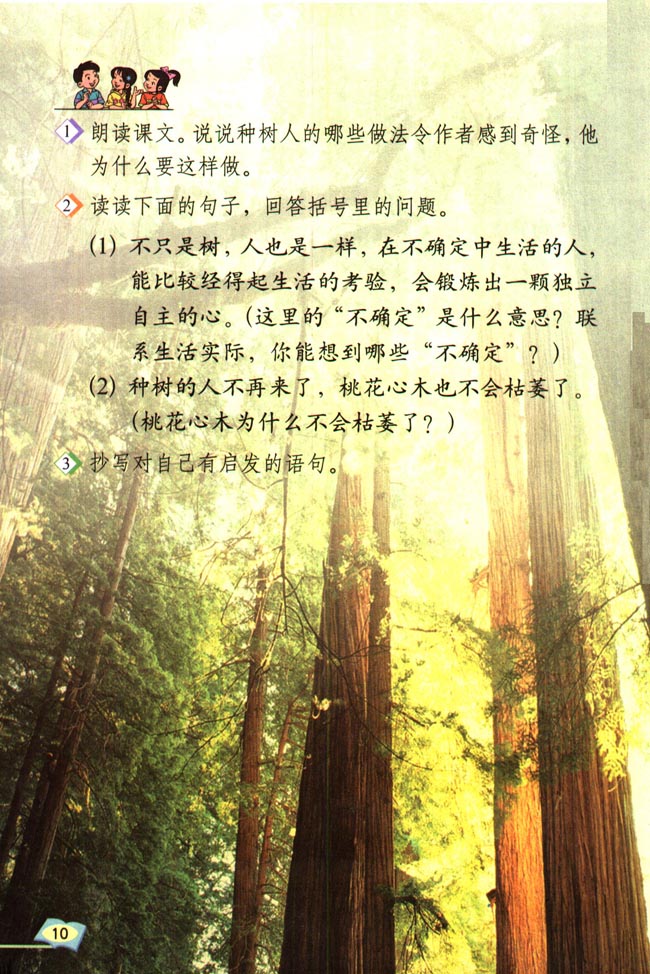 1 朗读课文。说说种树人的哪些做法令作者感到奇怪，他
为什么要这样做。
2 读读下面的句子，回答括号里的问题。
(1) 不只是树，人也是一样，在不确定中生活的人，
能比较经得起生活的考验，会锻炼出一颗独立
自主的心。(这里的“不确定”是什么意思？联
系生活实际，你能想到哪些“不确定”？)
(2) 种树的人不再来了，桃花心木也不会枯萎了。
(桃花心木为什么不会枯萎了？)
3 抄写对自己有启发的语句。
10